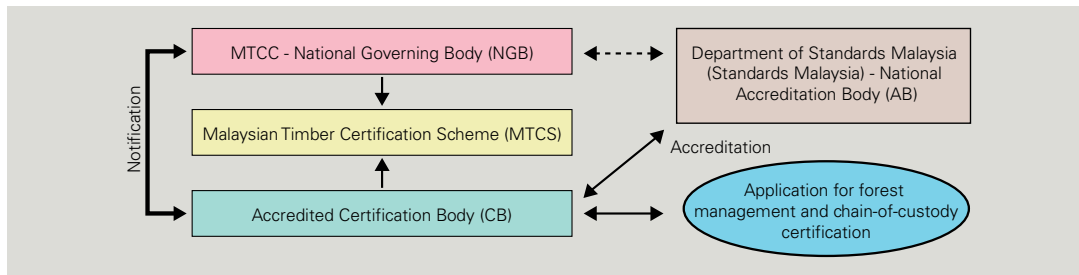 MTCC - National Governing Body (NGB)
Department of Standards Malaysia
(Standards Malaysia) - National
Accreditation Body (AB)
Notification
Malaysian Timber Certification Scheme (MTCS)
Accreditation
Accredited Certification Body (CB)
Application for forest
management and chain-of-custody
certification